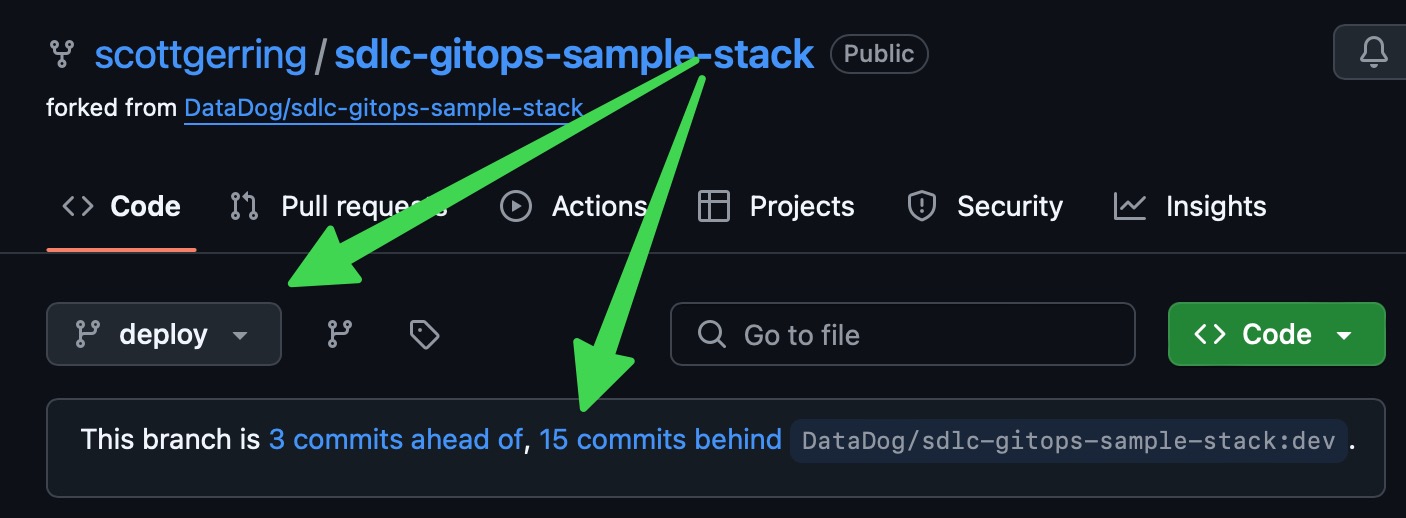 scottgerring / sdlc-gitops-sample-stack Public
forked from DataDog/sdlc-gitops-sample-stack
Code Pull requests Actions Projects Security Insights
deploy Go to file Code
This branch is 3 commits ahead of, 15 commits behind DataDog/sdlc-gitops-sample-stack:dev .